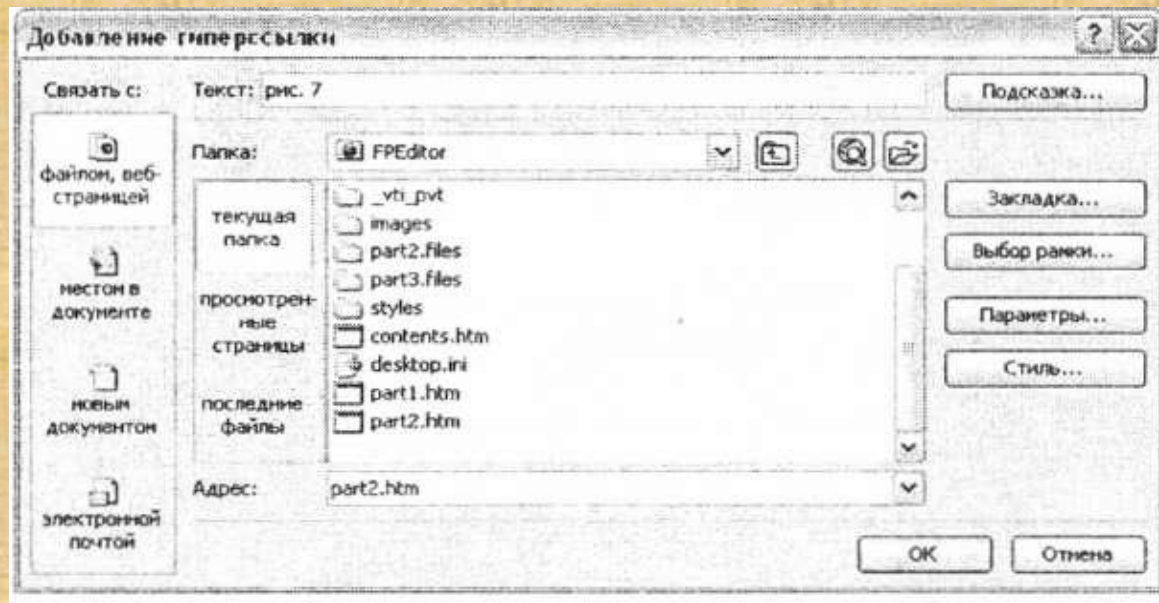 Добавление гиперссылки
Связать с:
Текст: рис. 7
Подсказка...
файлом, веб-
страницей
Папка:
FPEditor
текущая
папка
_vti_pvt
images
part2.files
part3.files
styles
contents.htm
desktop.ini
part1.htm
part2.htm
Закладка...
Выбор рамки...
местом в
документе
просмотрен-
ные
страницы
Параметры...
Стиль...
новым
документом
последние
файлы
Адрес:
part2.htm
электронной
почтой
OK
Отмена